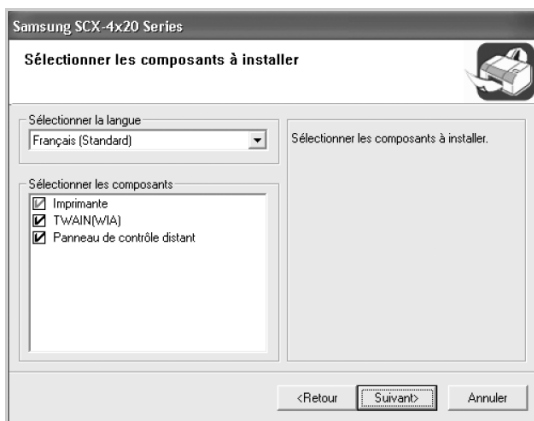 Samsung SCX-4x20 Series
Sélectionner les composants à installer
Sélectionner la langue
Français (Standard)
Sélectionner les composants à installer.
Sélectionner les composants
Imprimante
TWAIN(WIA)
Panneau de contrôle distant
<Retour
Suivant>
Annuler